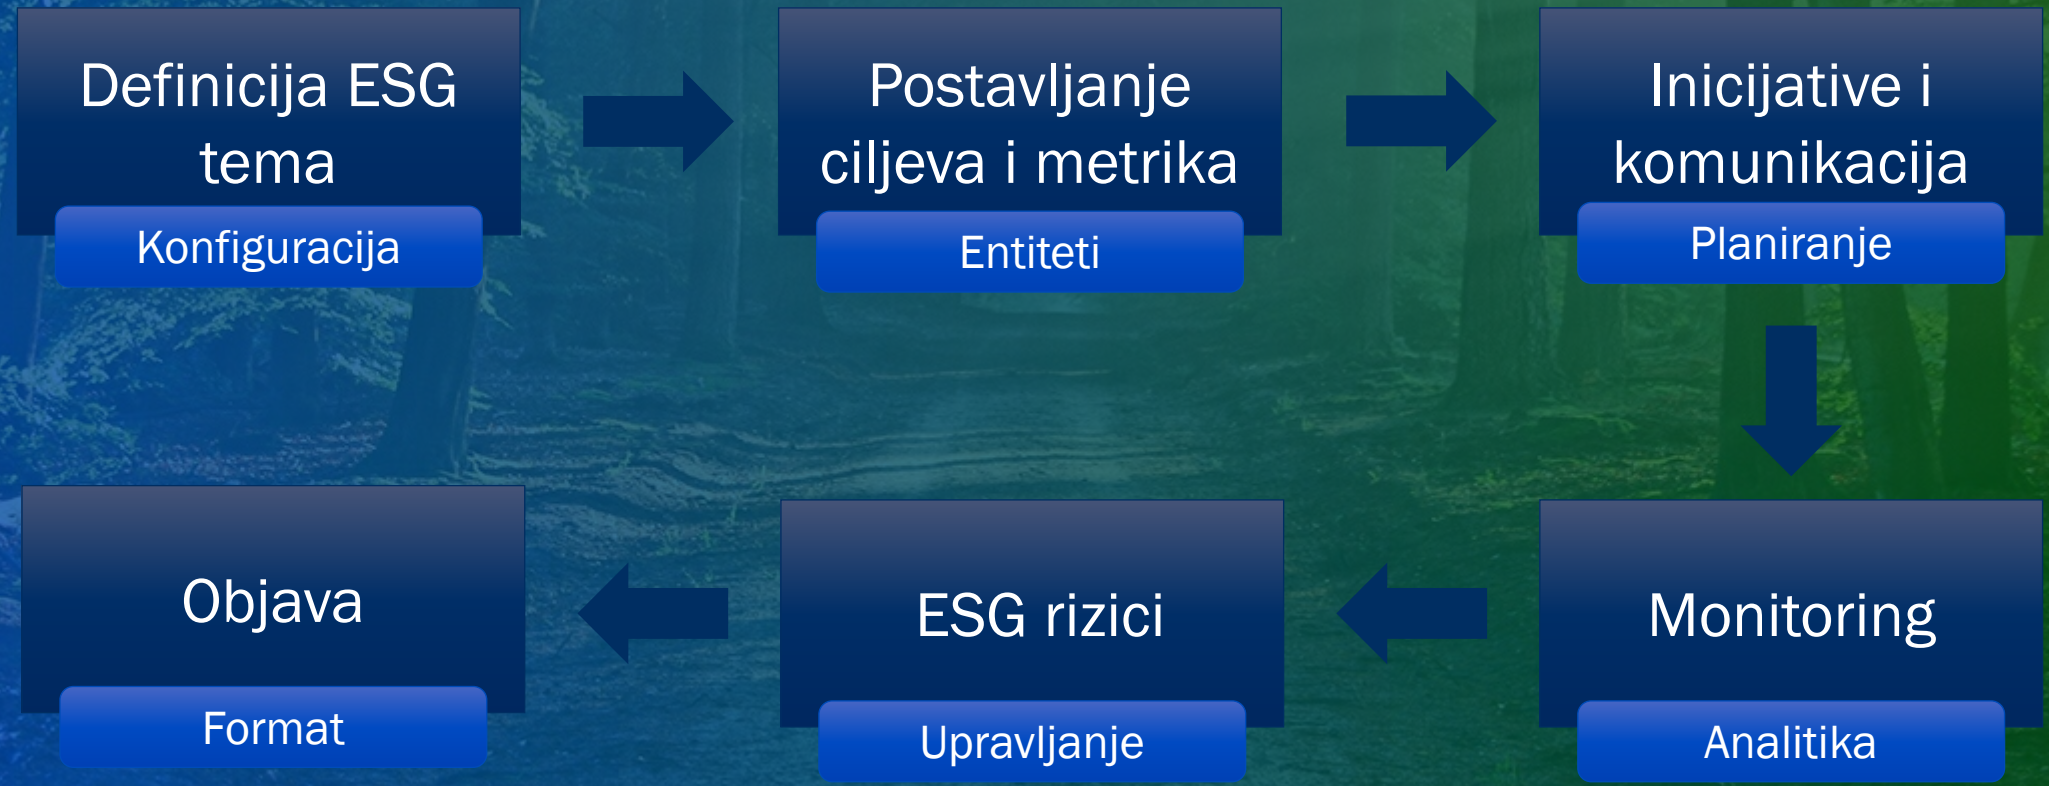 Definicija ESG
tema
Konfiguracija
Postavljanje
ciljeva i metrika
Entiteti
Inicijative i
komunikacija
Planiranje
Monitoring
Analitika
ESG rizici
Upravljanje
Objava
Format